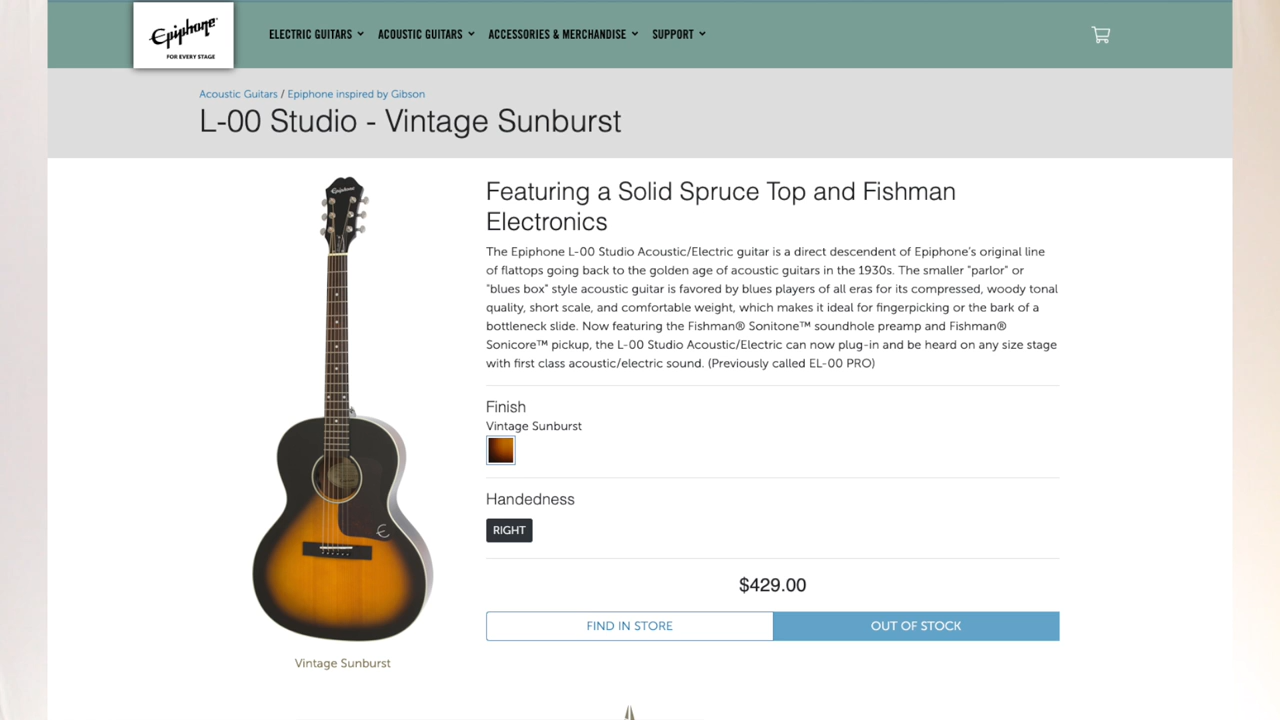 Epiphone
FOR EVERY STAGE
ELECTRIC GUITARS
ACOUSTIC GUITARS
ACCESSORIES & MERCHANDISE
SUPPORT
Acoustic Guitars / Epiphone inspired by Gibson
L-00 Studio - Vintage Sunburst
Epiphone
Featuring a Solid Spruce Top and Fishman
Electronics
The Epiphone L-00 Studio Acoustic/Electric guitar is a direct descendent of Epiphone's original line
of flattops going back to the golden age of acoustic guitars in the 1930s. The smaller "parlor" or
"blues box" style acoustic guitar is favored by blues players of all eras for its compressed, woody tonal
quality, short scale, and comfortable weight, which makes it ideal for fingerpicking or the bark of a
bottleneck slide. Now featuring the Fishman® Sonitone™ soundhole preamp and Fishman®
Sonicore™ pickup, the L-00 Studio Acoustic/Electric can now plug-in and be heard on any size stage
with first class acoustic/electric sound. (Previously called EL-00 PRO)
Finish
Vintage Sunburst
Handedness
RIGHT
$429.00
FIND IN STORE
OUT OF STOCK
Vintage Sunburst